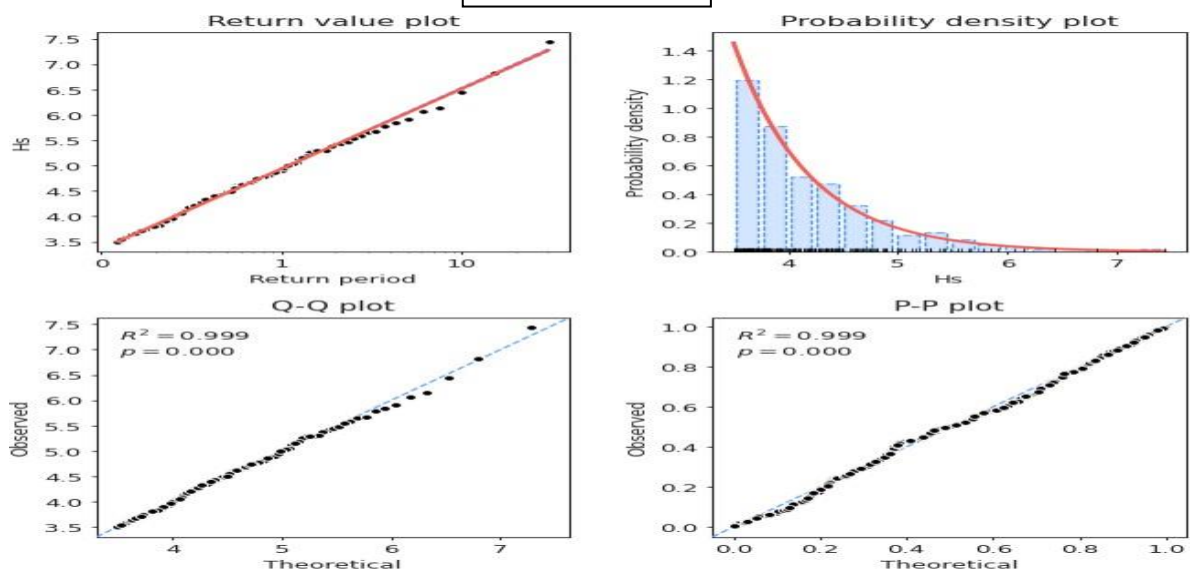 Return value plot
7.5
7.0
6.5
6.0
5.5
5.0
4.5
4.0
3.5
Hs
0 1 10
Return period
Probability density plot
1.4
1.2
1.0
0.8
0.6
0.4
0.2
0.0
Probability density
4 5 6 7
Hs
Q-Q plot
R² = 0.999
p = 0.000
7.5
7.0
6.5
6.0
5.5
5.0
4.5
4.0
3.5
Observed
4 5 6 7
Theoretical
P-P plot
R² = 0.999
p = 0.000
1.0
0.8
0.6
0.4
0.2
0.0
Observed
0.0 0.2 0.4 0.6 0.8 1.0
Theoretical